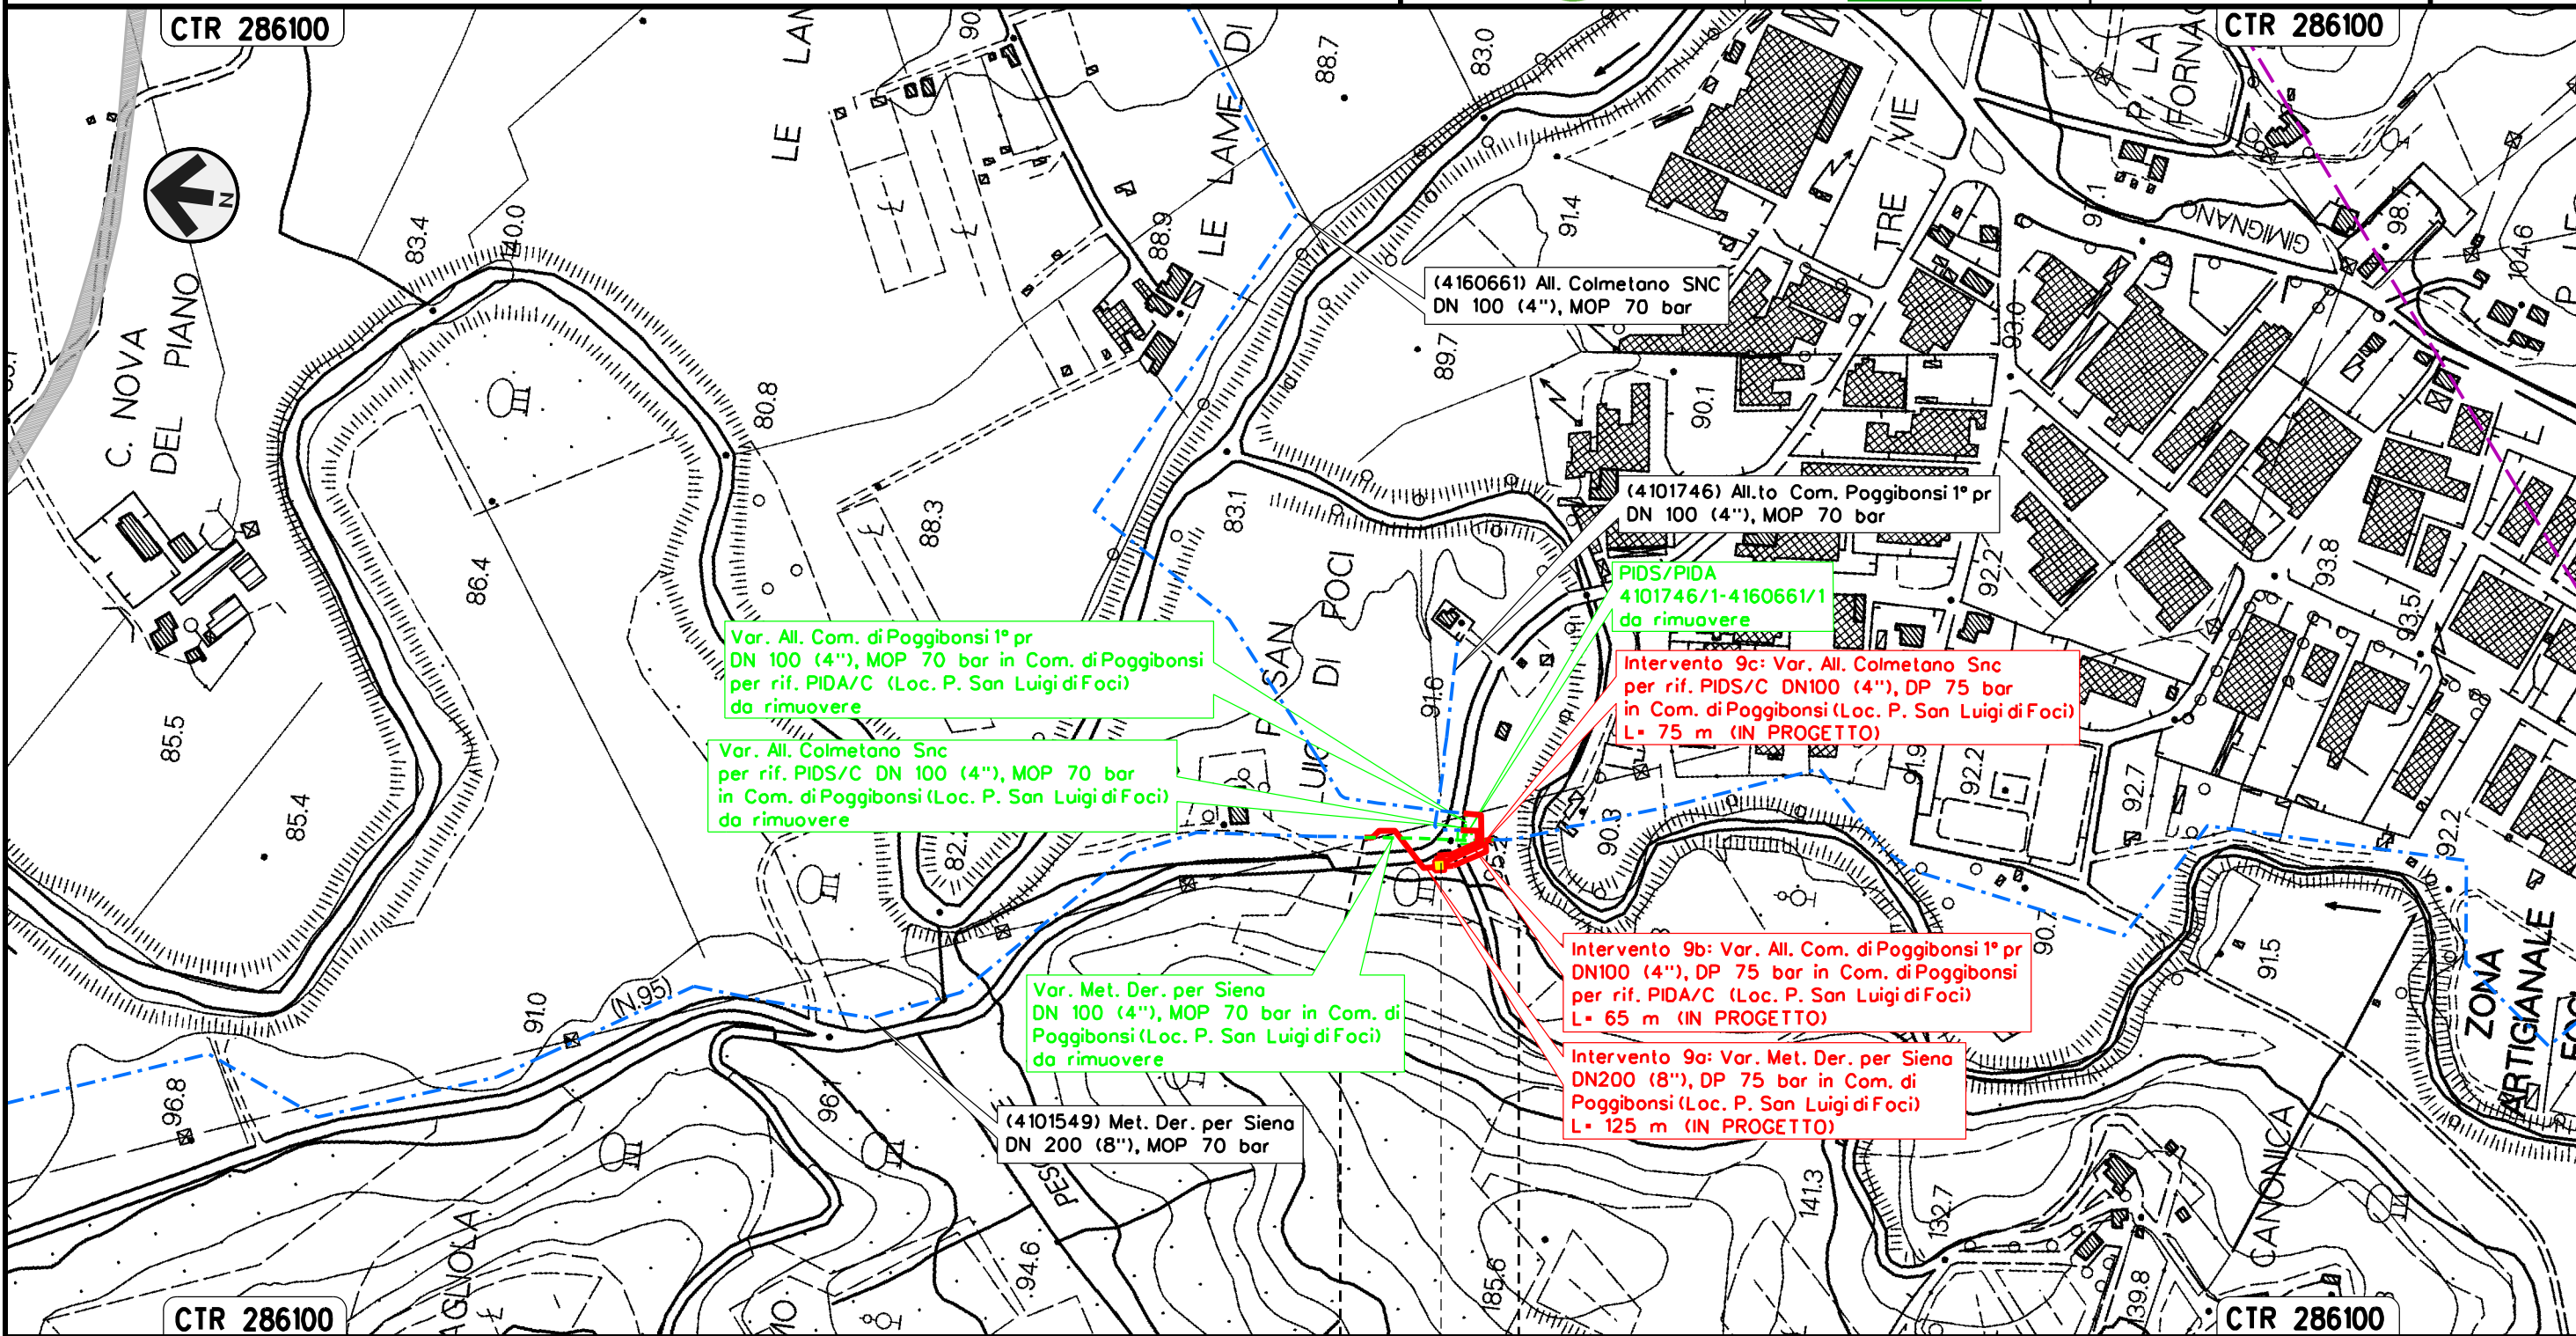 CTR 286100
CTR 286100
LE LAME DI
LE
88.7
83.0
P. LA
N
83.4
40.0
88.9
LE
91.4
TRE VIE
97.1
GIMIGNANO
98.1
104.6
C. NOVA
DEL PIANO
(4160661) All. Colmetano SNC
DN 100 (4"), MOP 70 bar
93.0
80.8
89.7
90.1
(4101746) All.to Com. Poggibonsi 1° pr
DN 100 (4"), MOP 70 bar
88.3
83.1
86.4
92.2
93.8
93.5
PIDS/PIDA
4101746/1-4160661/1
da rimuovere
P. SAN
DI FOCI
91.6
Var. All. Com. di Poggibonsi 1° pr
DN 100 (4"), MOP 70 bar in Com. di Poggibonsi
per rif. PIDA/C (Loc. P. San Luigi di Foci)
da rimuovere
Intervento 9c: Var. All. Colmetano Snc
per rif. PIDS/C DN100 (4"), DP 75 bar
in Com. di Poggibonsi (Loc. P. San Luigi di Foci)
L= 75 m (IN PROGETTO)
85.5
85.4
Var. All. Colmetano Snc
per rif. PIDS/C DN 100 (4"), MOP 70 bar
in Com. di Poggibonsi (Loc. P. San Luigi di Foci)
da rimuovere
91.9
92.2
92.7
92.2
90.3
91.5
Intervento 9b: Var. All. Com. di Poggibonsi 1° pr
DN100 (4"), DP 75 bar in Com. di Poggibonsi
per rif. PIDA/C (Loc. P. San Luigi di Foci)
L= 65 m (IN PROGETTO)
ZONA
ARTIGIANALE
91.0
(N.95)
Var. Met. Der. per Siena
DN 100 (4"), MOP 70 bar in Com. di
Poggibonsi (Loc. P. San Luigi di Foci)
da rimuovere
Intervento 9a: Var. Met. Der. per Siena
DN200 (8"), DP 75 bar in Com. di
Poggibonsi (Loc. P. San Luigi di Foci)
L= 125 m (IN PROGETTO)
96.8
96.1
(4101549) Met. Der. per Siena
DN 200 (8"), MOP 70 bar
141.3
132.7
CANONICA
94.6
185.6
139.8
CTR 286100
CTR 286100